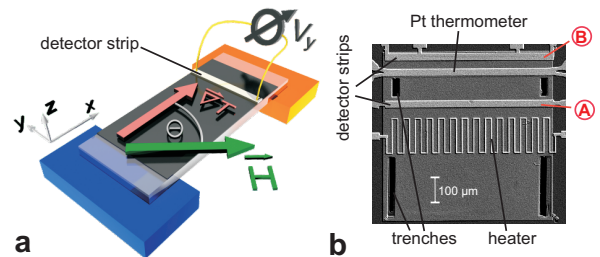 a
detector strip
V_y
z
y
x
∇T
Θ
H
b
Pt thermometer
detector strips
B
A
100 µm
trenches
heater